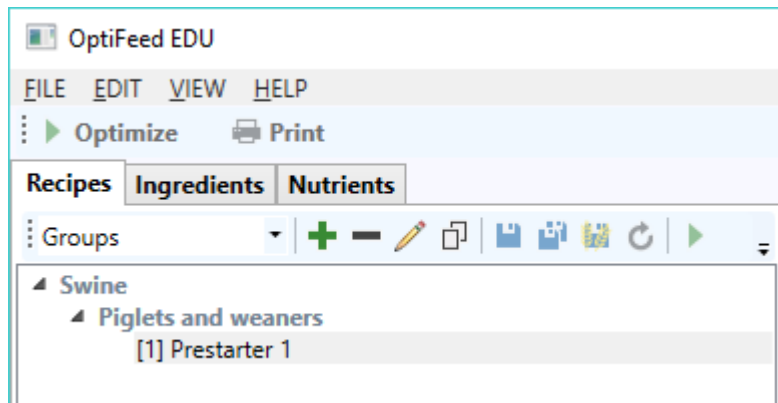 OptiFeed EDU
FILE EDIT VIEW HELP
Optimize Print
Recipes Ingredients Nutrients
Groups
Swine
Piglets and weaners
[1] Prestarter 1